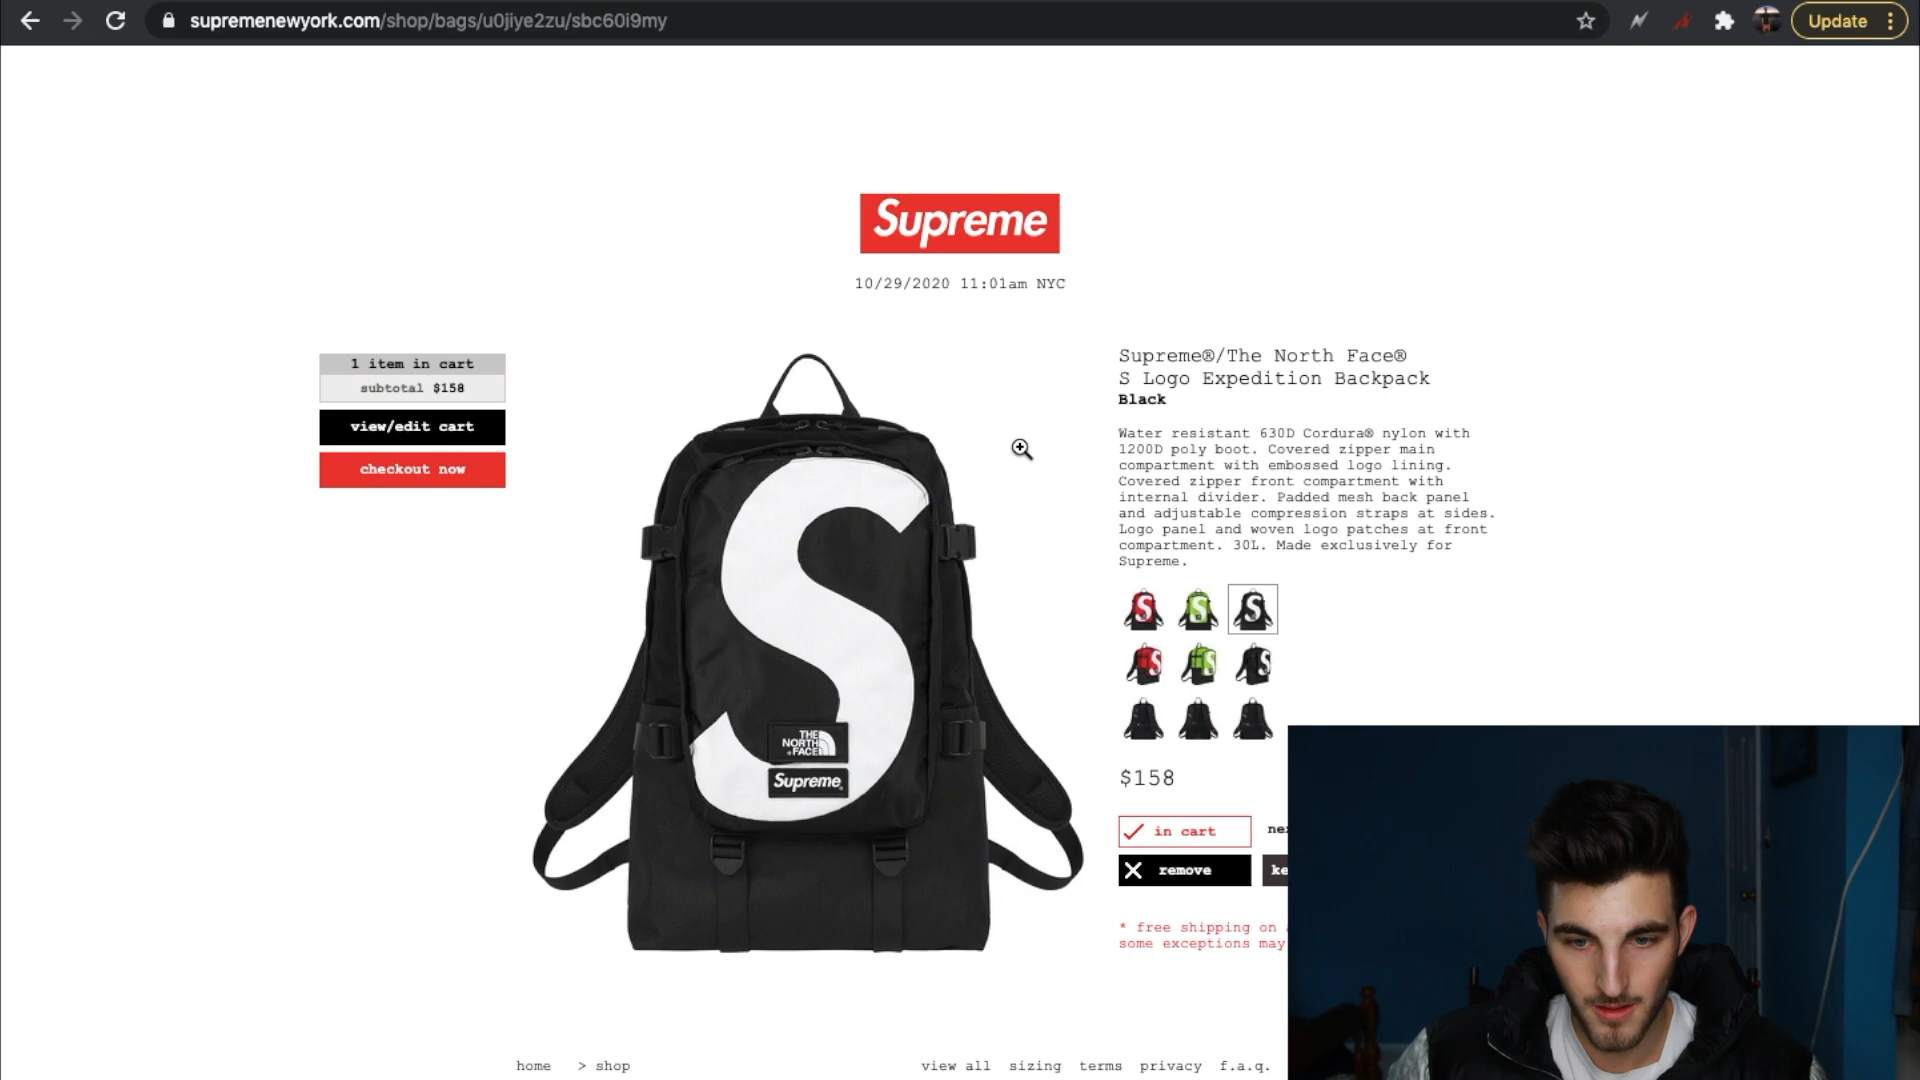 supremenewyork.com/shop/bags/u0jiye2zu/sbc60i9my
Update
Supreme
10/29/2020 11:01am NYC
1 item in cart
subtotal $158
view/edit cart
checkout now
S
THE
NORTH
FACE
Supreme
Supreme®/The North Face®
S Logo Expedition Backpack
Black
Water resistant 630D Cordura® nylon with
1200D poly boot. Covered zipper main
compartment with embossed logo lining.
Covered zipper front compartment with
internal divider. Padded mesh back panel
and adjustable compression straps at sides.
Logo panel and woven logo patches at front
compartment. 30L. Made exclusively for
Supreme.
$158
in cart
remove
* free shipping on
some exceptions may
home > shop
view all sizing terms privacy f.a.q.